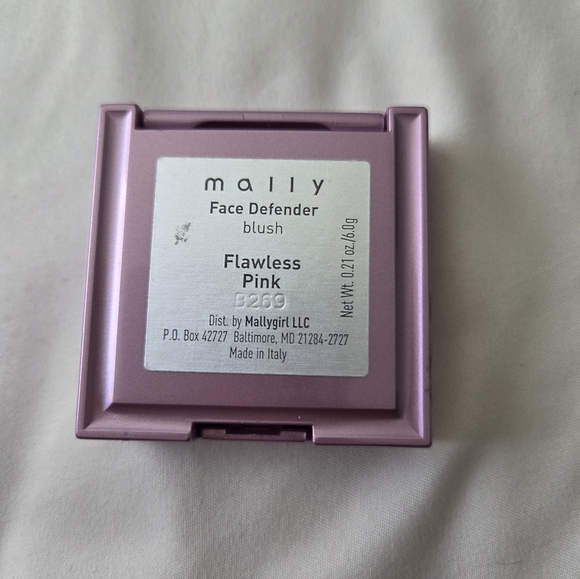 mally
Face Defender
blush
Flawless
Pink
B269
Dist. by Mallygirl LLC
P.O. Box 42727 Baltimore, MD 21284-2727
Made in Italy
Net Wt. 0.21 oz./6.0g